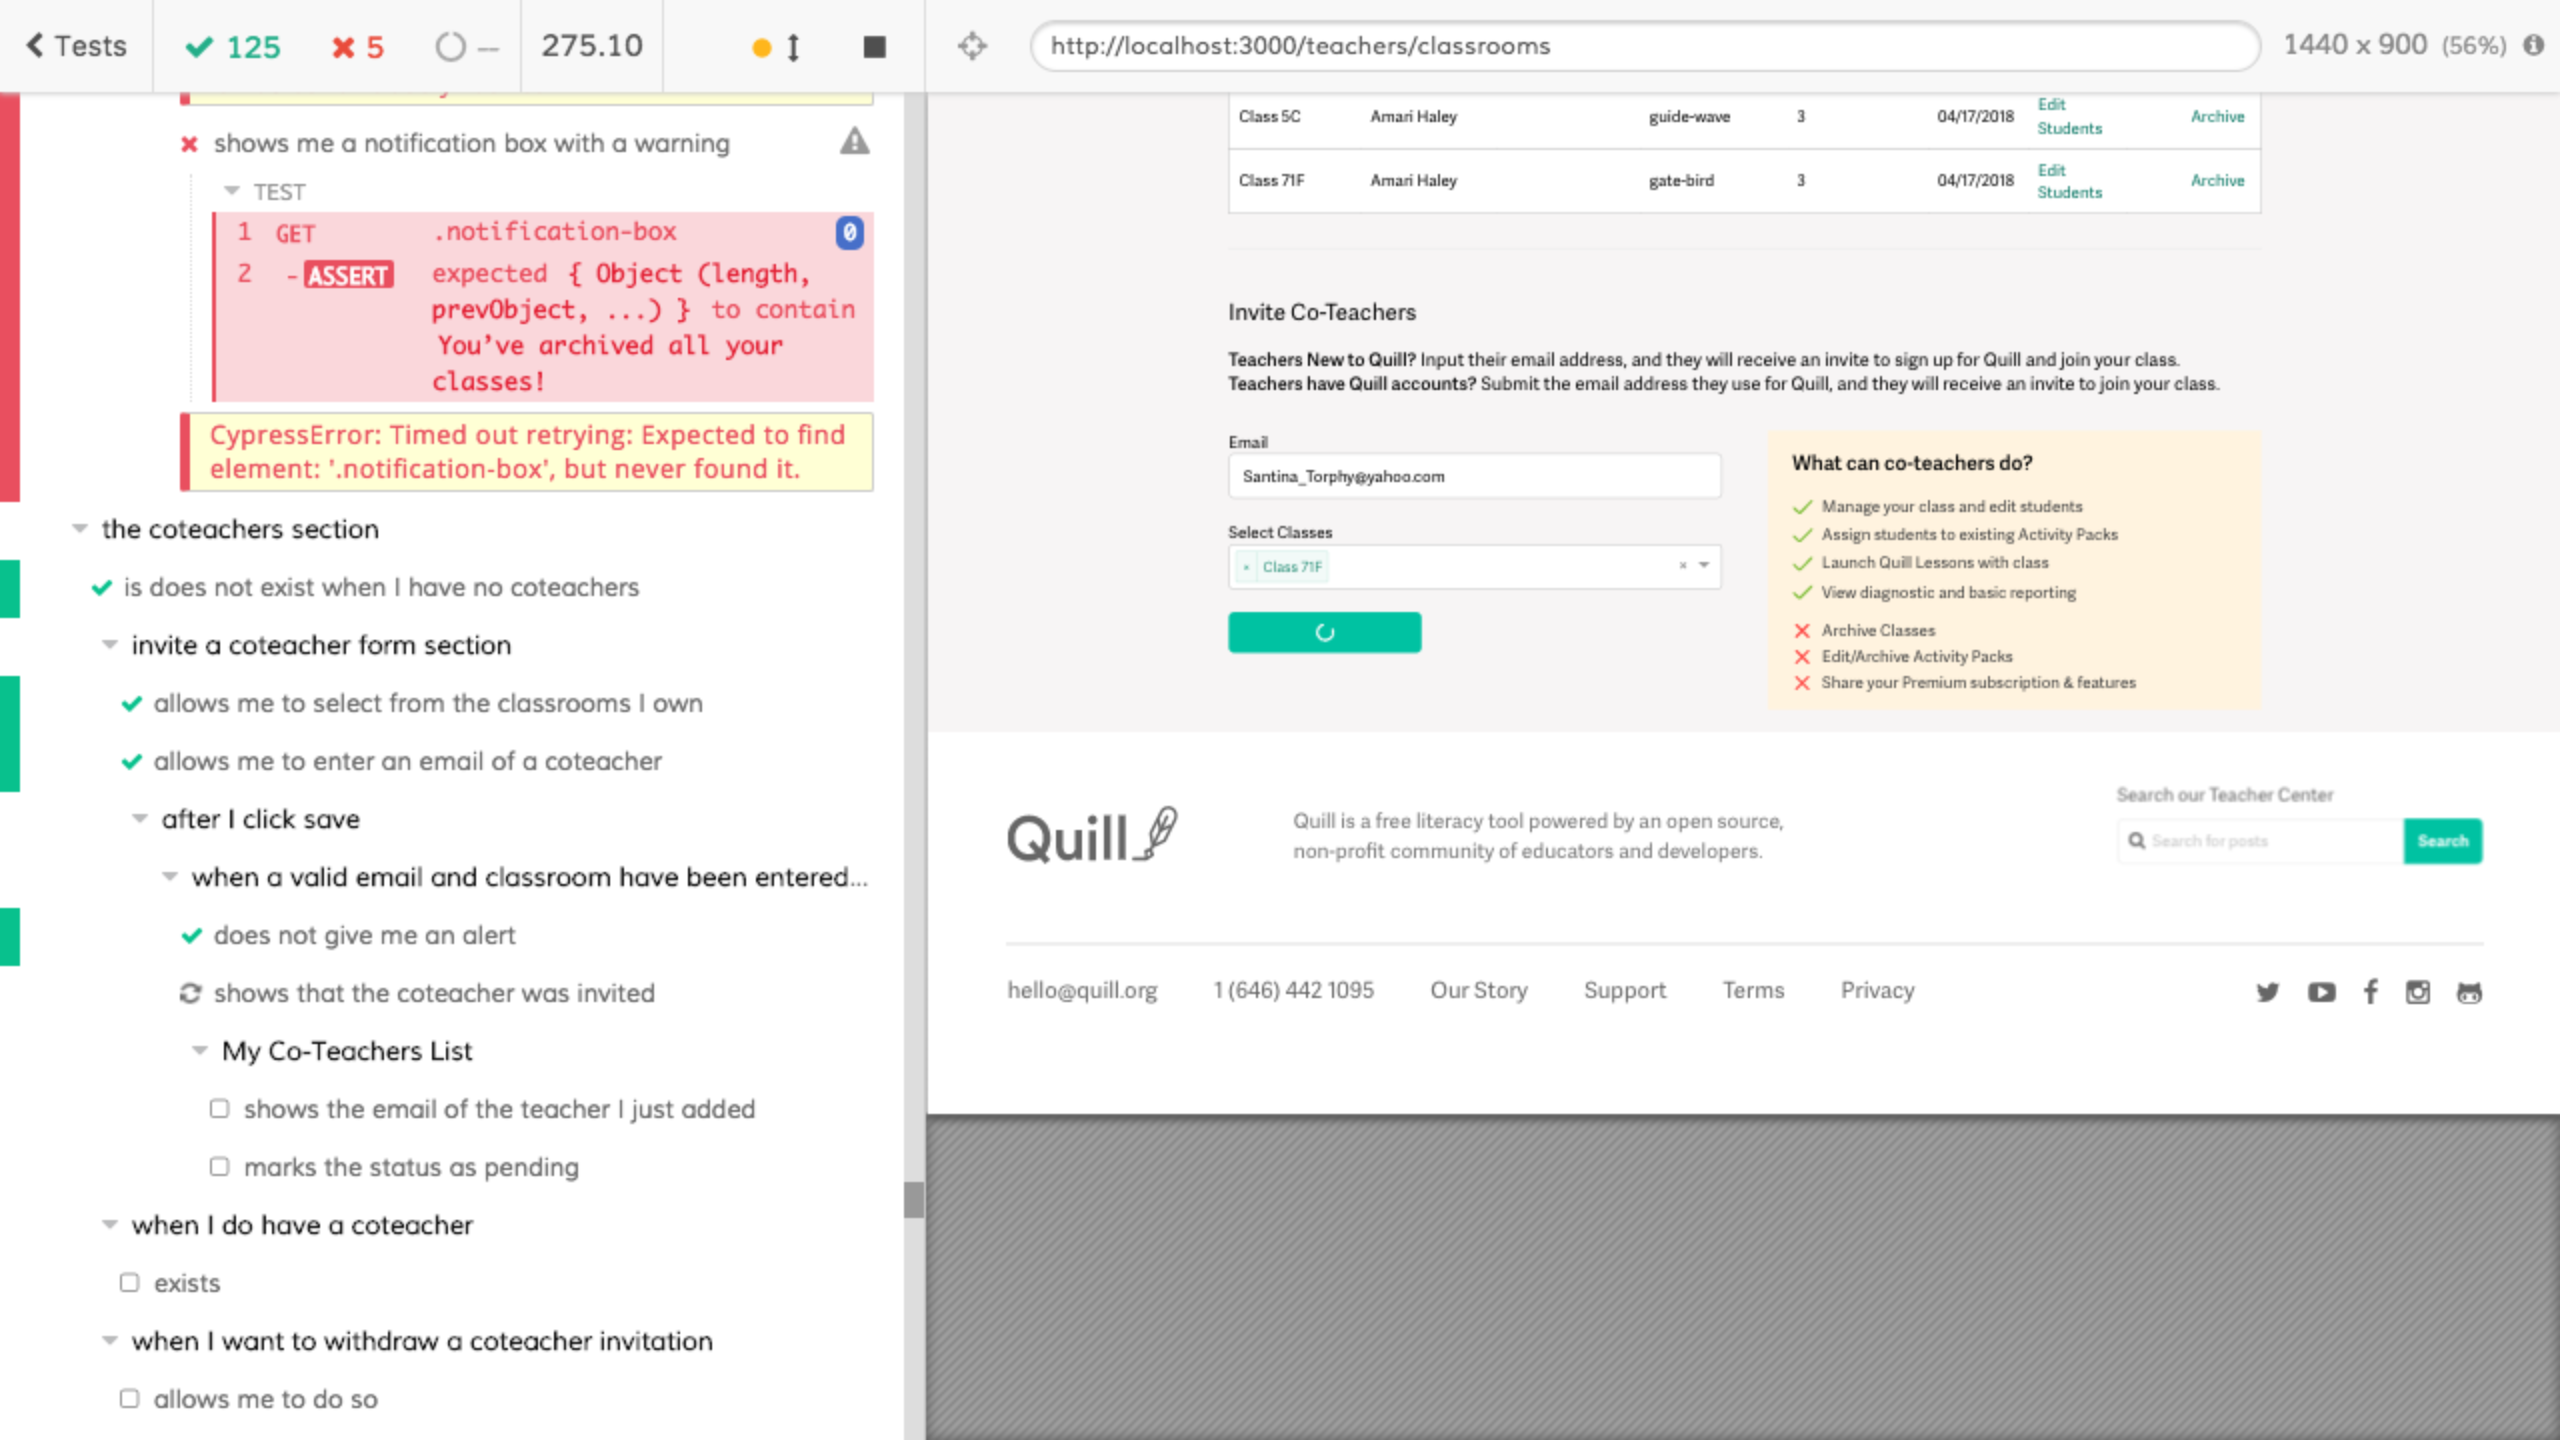 Tests
125
5
--
275.10
http://localhost:3000/teachers/classrooms
1440 x 900 (56%)
shows me a notification box with a warning
TEST
1 GET .notification-box 0
2 -ASSERT expected { Object (length,
prevObject, ...) } to contain
You’ve archived all your
classes!
CypressError: Timed out retrying: Expected to find
element: '.notification-box', but never found it.
the coteachers section
is does not exist when I have no coteachers
invite a coteacher form section
allows me to select from the classrooms I own
allows me to enter an email of a coteacher
after I click save
when a valid email and classroom have been entered...
does not give me an alert
shows that the coteacher was invited
My Co-Teachers List
shows the email of the teacher I just added
marks the status as pending
when I do have a coteacher
exists
when I want to withdraw a coteacher invitation
allows me to do so
Class 5C Amari Haley guide-wave 3 04/17/2018 Edit Students Archive
Class 71F Amari Haley gate-bird 3 04/17/2018 Edit Students Archive
Invite Co-Teachers
Teachers New to Quill? Input their email address, and they will receive an invite to sign up for Quill and join your class.
Teachers have Quill accounts? Submit the email address they use for Quill, and they will receive an invite to join your class.
Email
Santina_Torphy@yahoo.com
Select Classes
× Class 71F ×
What can co-teachers do?
Manage your class and edit students
Assign students to existing Activity Packs
Launch Quill Lessons with class
View diagnostic and basic reporting
Archive Classes
Edit/Archive Activity Packs
Share your Premium subscription & features
Quill
Quill is a free literacy tool powered by an open source,
non-profit community of educators and developers.
Search our Teacher Center
Search for posts
Search
hello@quill.org
1 (646) 442 1095
Our Story
Support
Terms
Privacy